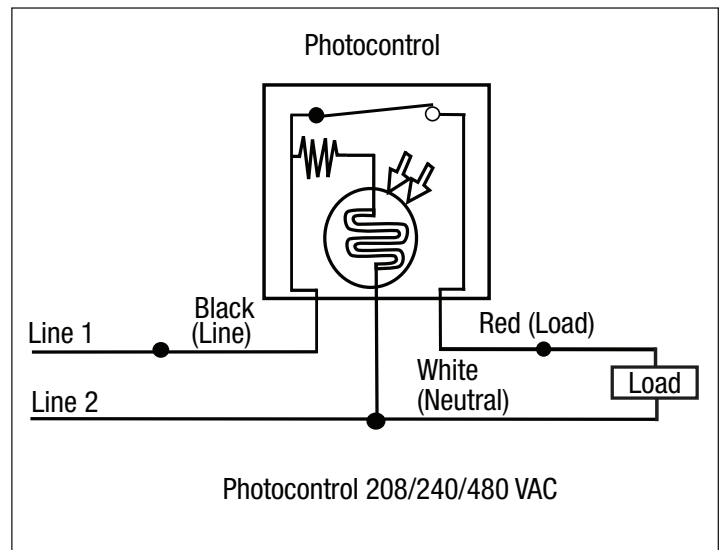 Photocontrol
Black
(Line)
Line 1
Red (Load)
White
(Neutral)
Load
Line 2
Photocontrol 208/240/480 VAC